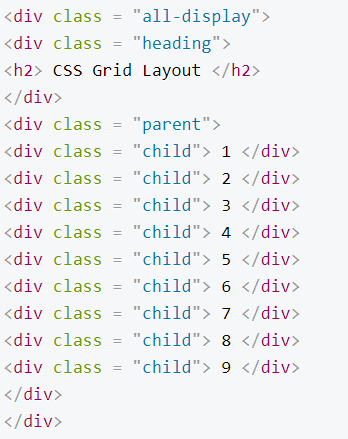 <div class = "all-display">
<div class = "heading">
<h2> CSS Grid Layout </h2>
</div>
<div class = "parent">
<div class = "child"> 1 </div>
<div class = "child"> 2 </div>
<div class = "child"> 3 </div>
<div class = "child"> 4 </div>
<div class = "child"> 5 </div>
<div class = "child"> 6 </div>
<div class = "child"> 7 </div>
<div class = "child"> 8 </div>
<div class = "child"> 9 </div>
</div>
</div>